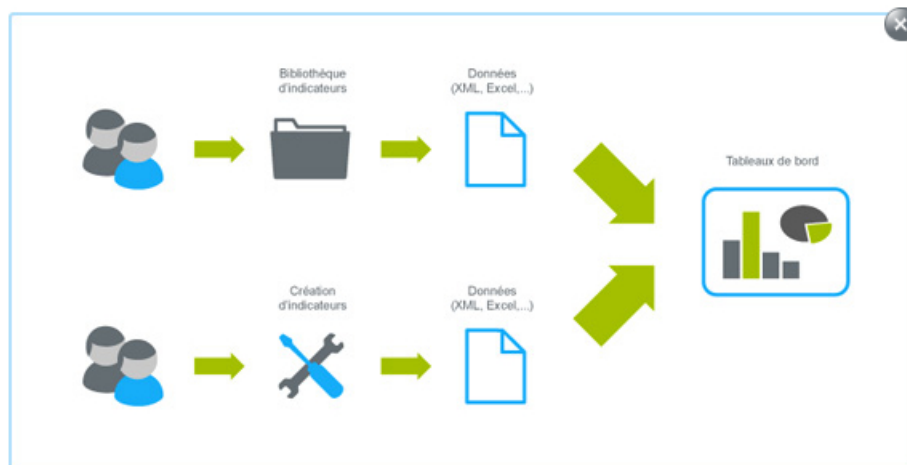 Bibliothèque
d'indicateurs
Données
(XML, Excel,...)
Tableaux de bord
Création
d'indicateurs
Données
(XML, Excel,...)